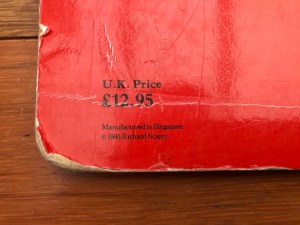 U.K. Price
£12.95
Manufactured in Singapore
© 1985 Richard Scarry